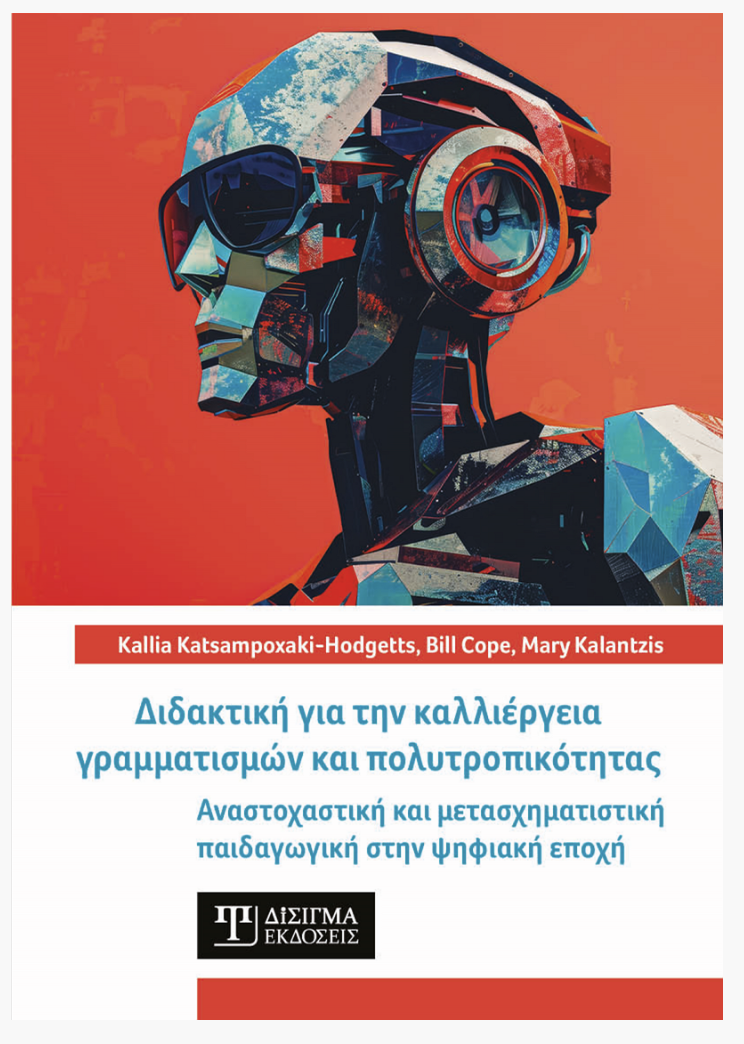 Kallia Katsampoxaki-Hodgetts, Bill Cope, Mary Kalantzis
Διδακτική για την καλλιέργεια
γραμματισμών και πολυτροπικότητας
Αναστοχαστική και μετασχηματιστική
παιδαγωγική στην ψηφιακή εποχή
ΔΙΣΙΓΜΑ
ΕΚΔΟΣΕΙΣ